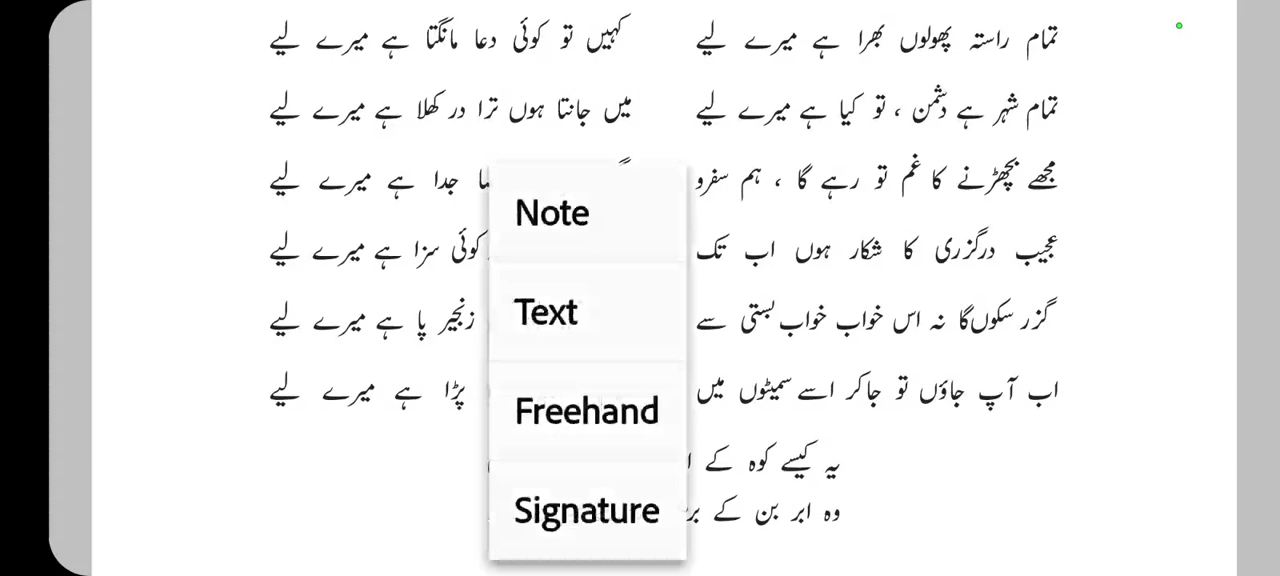 تمام راستہ پھولوں بھرا ہے میرے لیے کہیں تو کوئی دعا مانگتا ہے میرے لیے
تمام شہر ہے دشمن ، تو کیا ہے میرے لیے میں جانتا ہوں ترا در کھلا ہے میرے لیے
مجھے بچھڑنے کا غم تو رہے گا ، ہم سفرو جدا ہے میرے لیے
عجیب درگزری کا شکار ہوں اب تک کوئی سزا ہے میرے لیے
گزر سکوں گا نہ اس خواب خواب بستی سے زنجیر پا ہے میرے لیے
اب آپ جاؤں تو جاکر اسے سمیٹوں میں پڑا ہے میرے لیے
یہ کیسے کوہ کے
وہ ابر بن کے
Note
Text
Freehand
Signature